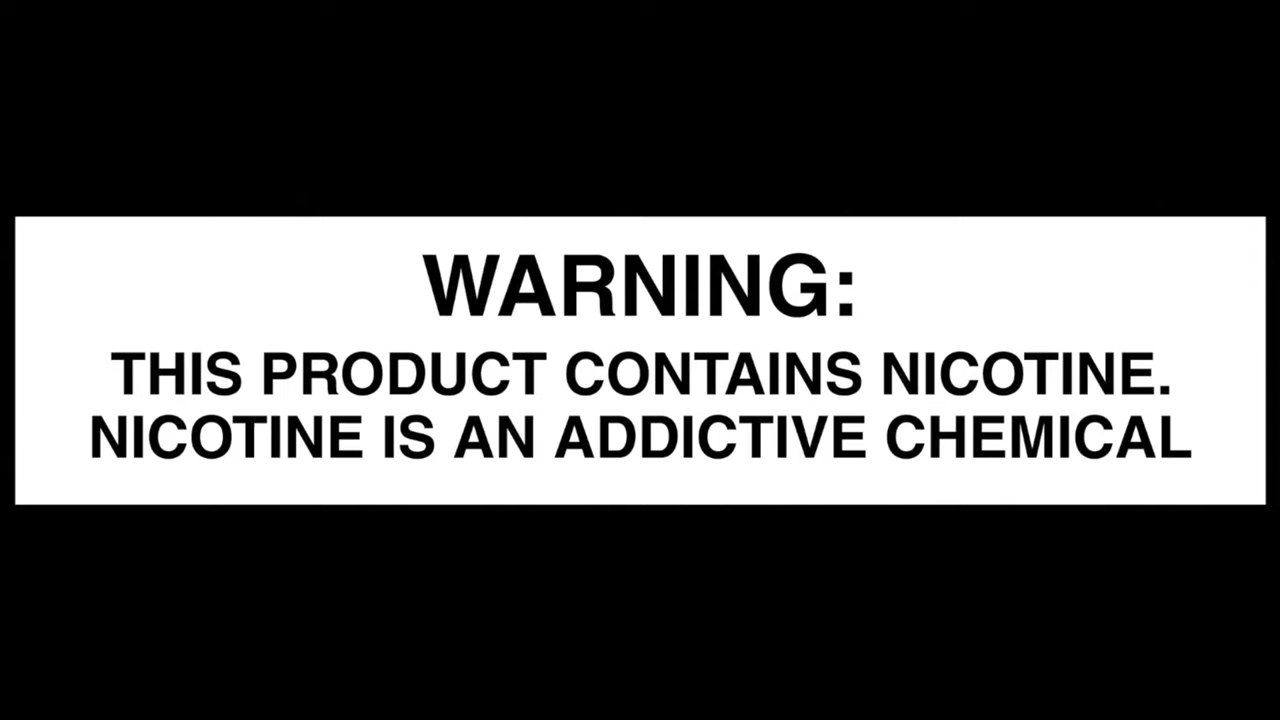 WARNING:
THIS PRODUCT CONTAINS NICOTINE.
NICOTINE IS AN ADDICTIVE CHEMICAL